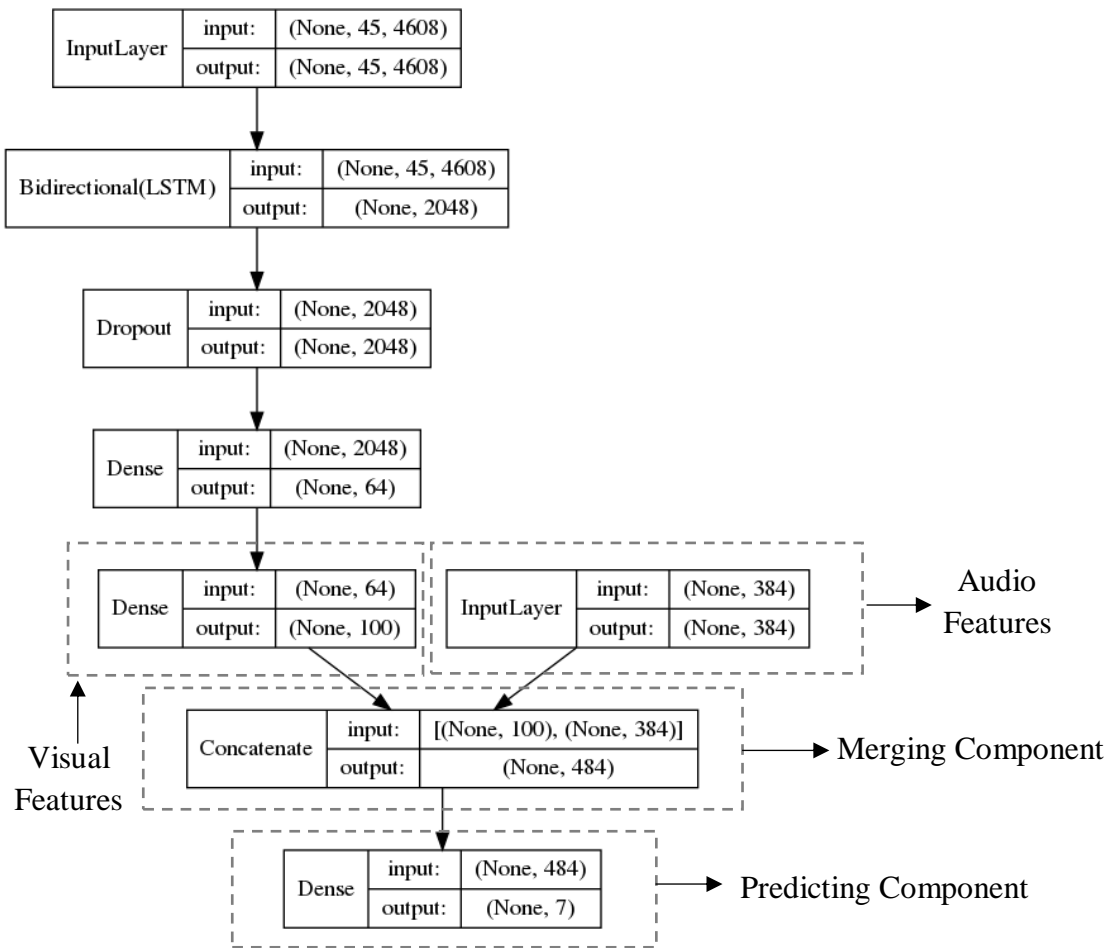 InputLayer
input: (None, 45, 4608)
output: (None, 45, 4608)
Bidirectional(LSTM)
input: (None, 45, 4608)
output: (None, 2048)
Dropout
input: (None, 2048)
output: (None, 2048)
Dense
input: (None, 2048)
output: (None, 64)
Dense
input: (None, 64)
output: (None, 100)
InputLayer
input: (None, 384)
output: (None, 384)
Audio
Features
Visual
Features
Concatenate
input: [(None, 100), (None, 384)]
output: (None, 484)
Merging Component
Dense
input: (None, 484)
output: (None, 7)
Predicting Component